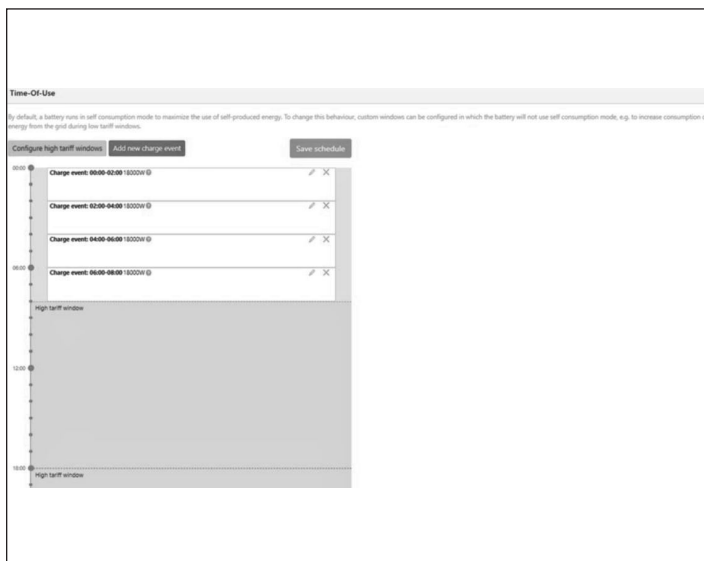 Time-Of-Use
By default, a battery runs in self consumption mode to maximize the use of self-produced energy. To change this behaviour, custom windows can be configured in which the battery will not use self consumption mode, e.g. to increase consumption
energy from the grid during low tariff windows.
Configure high tariff windows Add new charge event Save schedule
00:00 Charge event: 00:00-02:00 18000W
Charge event: 02:00-04:00 18000W
Charge event: 04:00-06:00 18000W
06:00 Charge event: 06:00-08:00 18000W
High tariff window
12:00
18:00
High tariff window